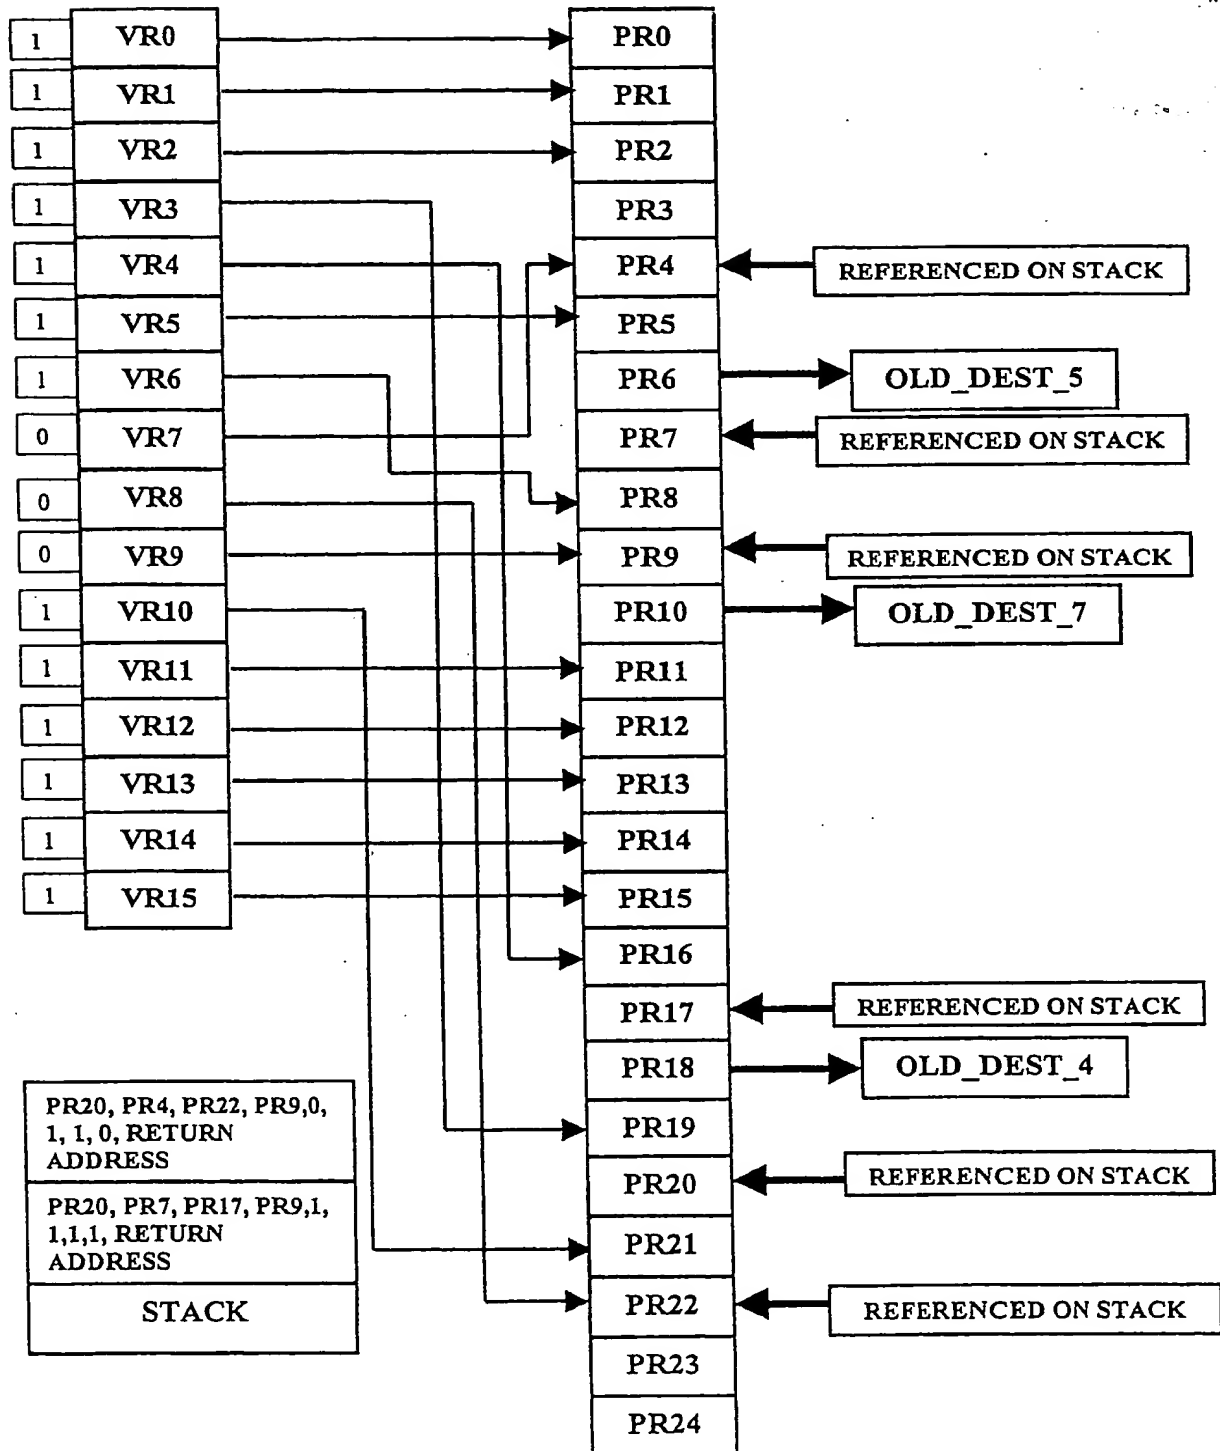 1 VR0 PR0
1 VR1 PR1
1 VR2 PR2
1 VR3 PR3
1 VR4 PR4 REFERENCED ON STACK
1 VR5 PR5
1 VR6 PR6 OLD_DEST_5
0 VR7 PR7 REFERENCED ON STACK
0 VR8 PR8
0 VR9 PR9 REFERENCED ON STACK
1 VR10 PR10 OLD_DEST_7
1 VR11 PR11
1 VR12 PR12
1 VR13 PR13
1 VR14 PR14
1 VR15 PR15
PR16
PR17 REFERENCED ON STACK
PR18 OLD_DEST_4
PR19
PR20 REFERENCED ON STACK
PR21
PR22 REFERENCED ON STACK
PR23
PR24
PR20, PR4, PR22, PR9,0,
1, 1, 0, RETURN
ADDRESS
PR20, PR7, PR17, PR9,1,
1,1,1, RETURN
ADDRESS
STACK